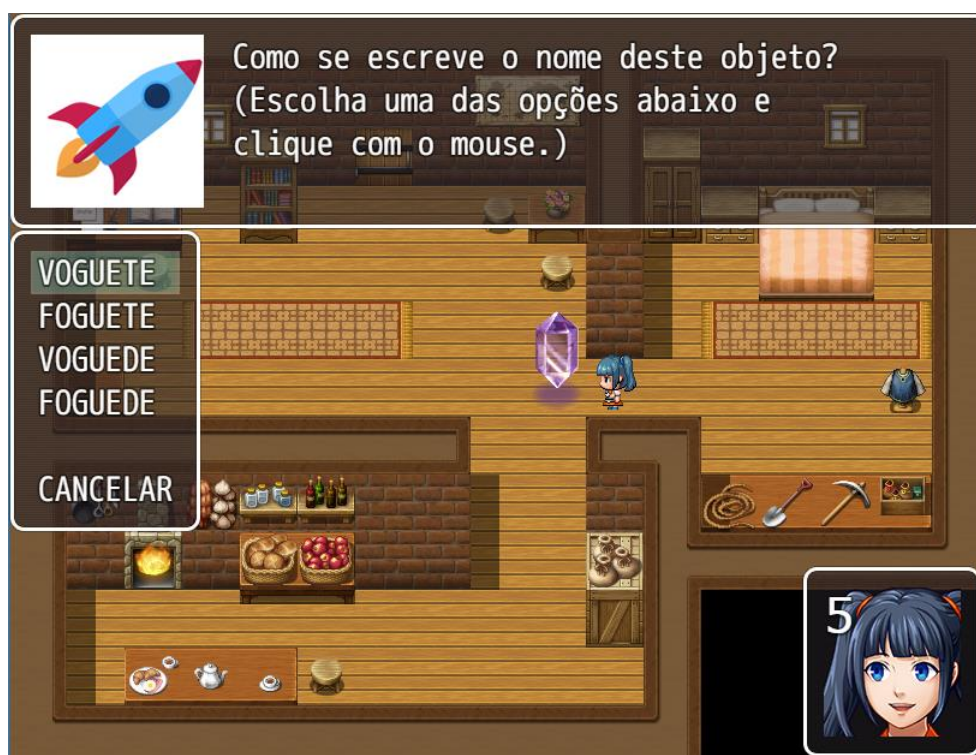 Como se escreve o nome deste objeto?
(Escolha uma das opções abaixo e
clique com o mouse.)
VOGUETE
FOGUETE
VOGUEDE
FOGUEDE
CANCELAR
5